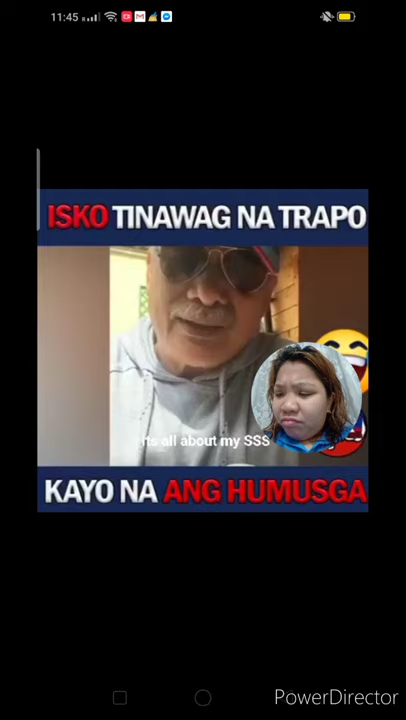 11:45
ISKO TINAWAG NA TRAPO
its all about my SSS
KAYO NA ANG HUMUSGA
PowerDirector